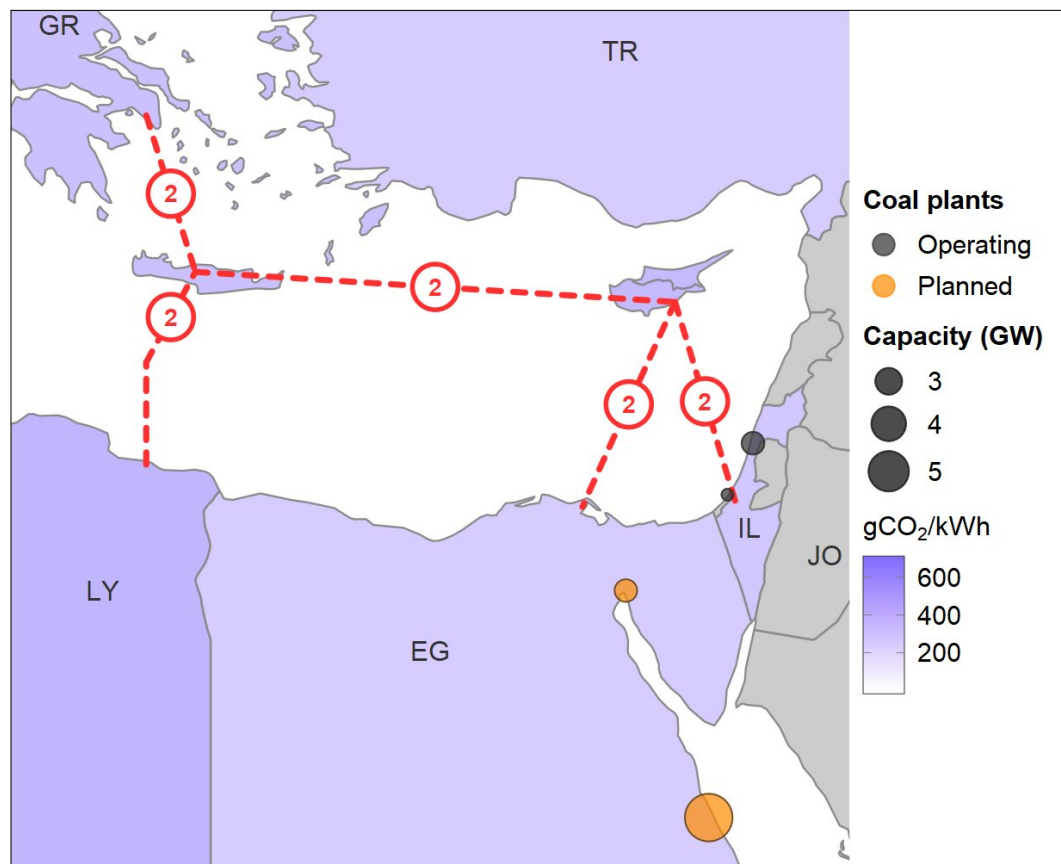 GR
TR
2
2
2
2
2
LY
EG
IL
JO
Coal plants
Operating
Planned
Capacity (GW)
3
4
5
gCO₂/kWh
600
400
200